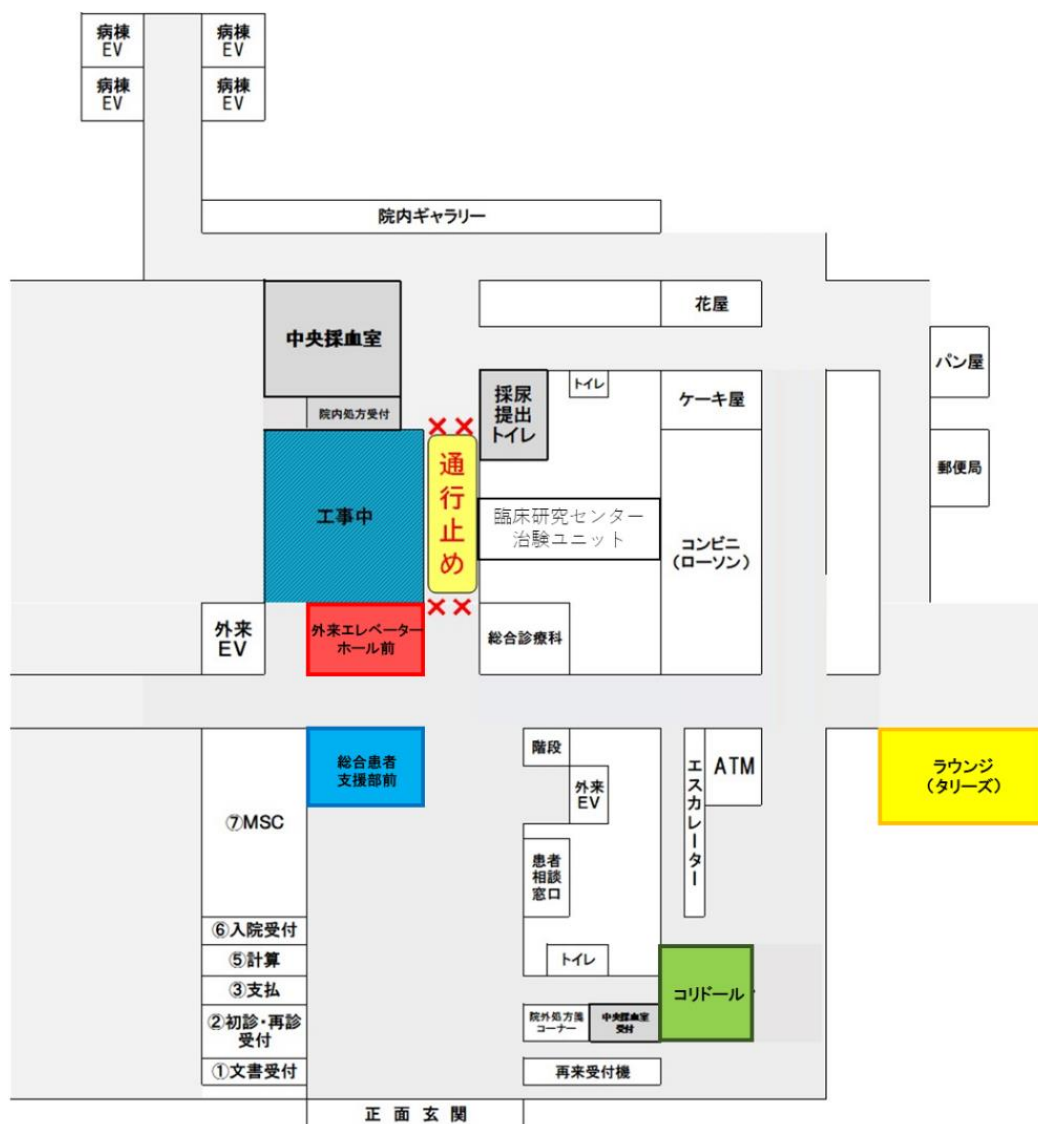 病棟
EV
病棟
EV
病棟
EV
病棟
EV
院内ギャラリー
中央採血室
花屋
パン屋
採尿
提出
トイレ
トイレ
ケーキ屋
院内処方受付
郵便局
通行止め
工事中
臨床研究センター
治験ユニット
コンビニ
(ローソン)
外来
EV
外来エレベーター
ホール前
総合診療科
総合患者
支援部前
階段
外来
EV
エスカレーター
ATM
ラウンジ
(タリーズ)
⑦MSC
患者
相談
窓口
⑥入院受付
⑤計算
トイレ
③支払
コリドール
②初診・再診
受付
院外処方箋
コーナー
中央採血室
受付
①文書受付
再来受付機
正面玄関